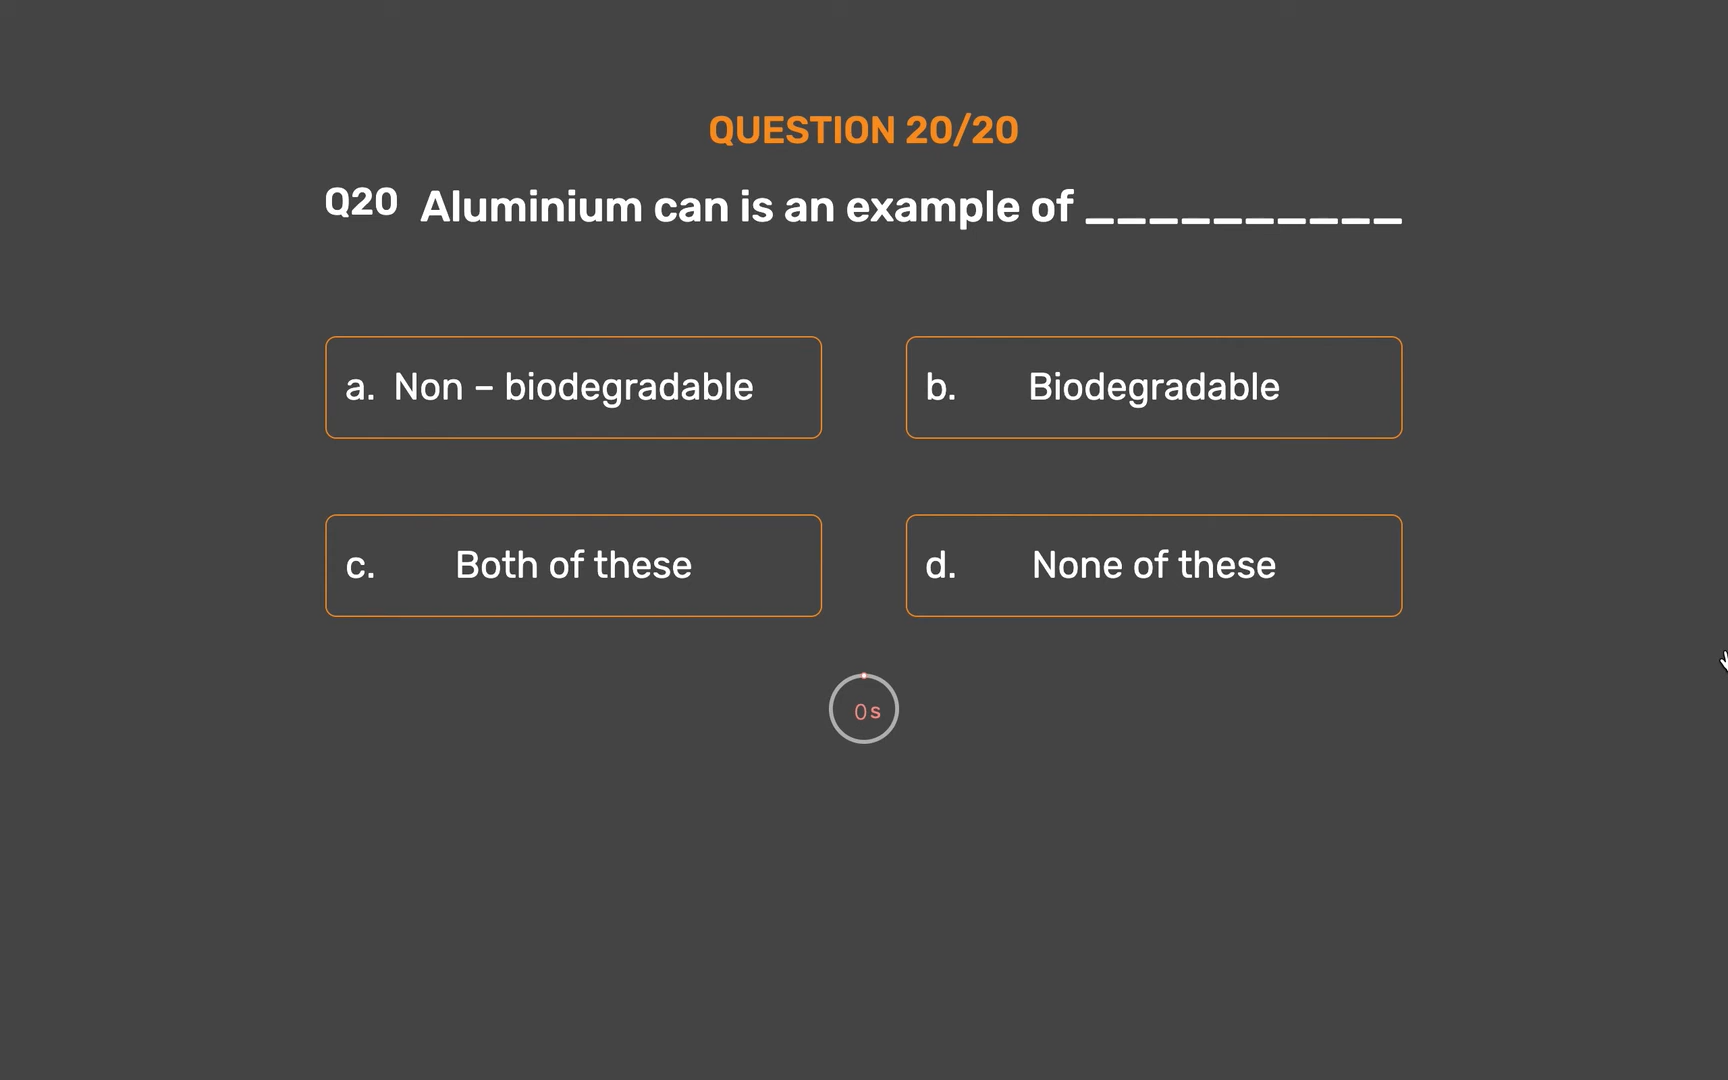 QUESTION 20/20
Q20 Aluminium can is an example of __________
a. Non – biodegradable
b. Biodegradable
c. Both of these
d. None of these
0s